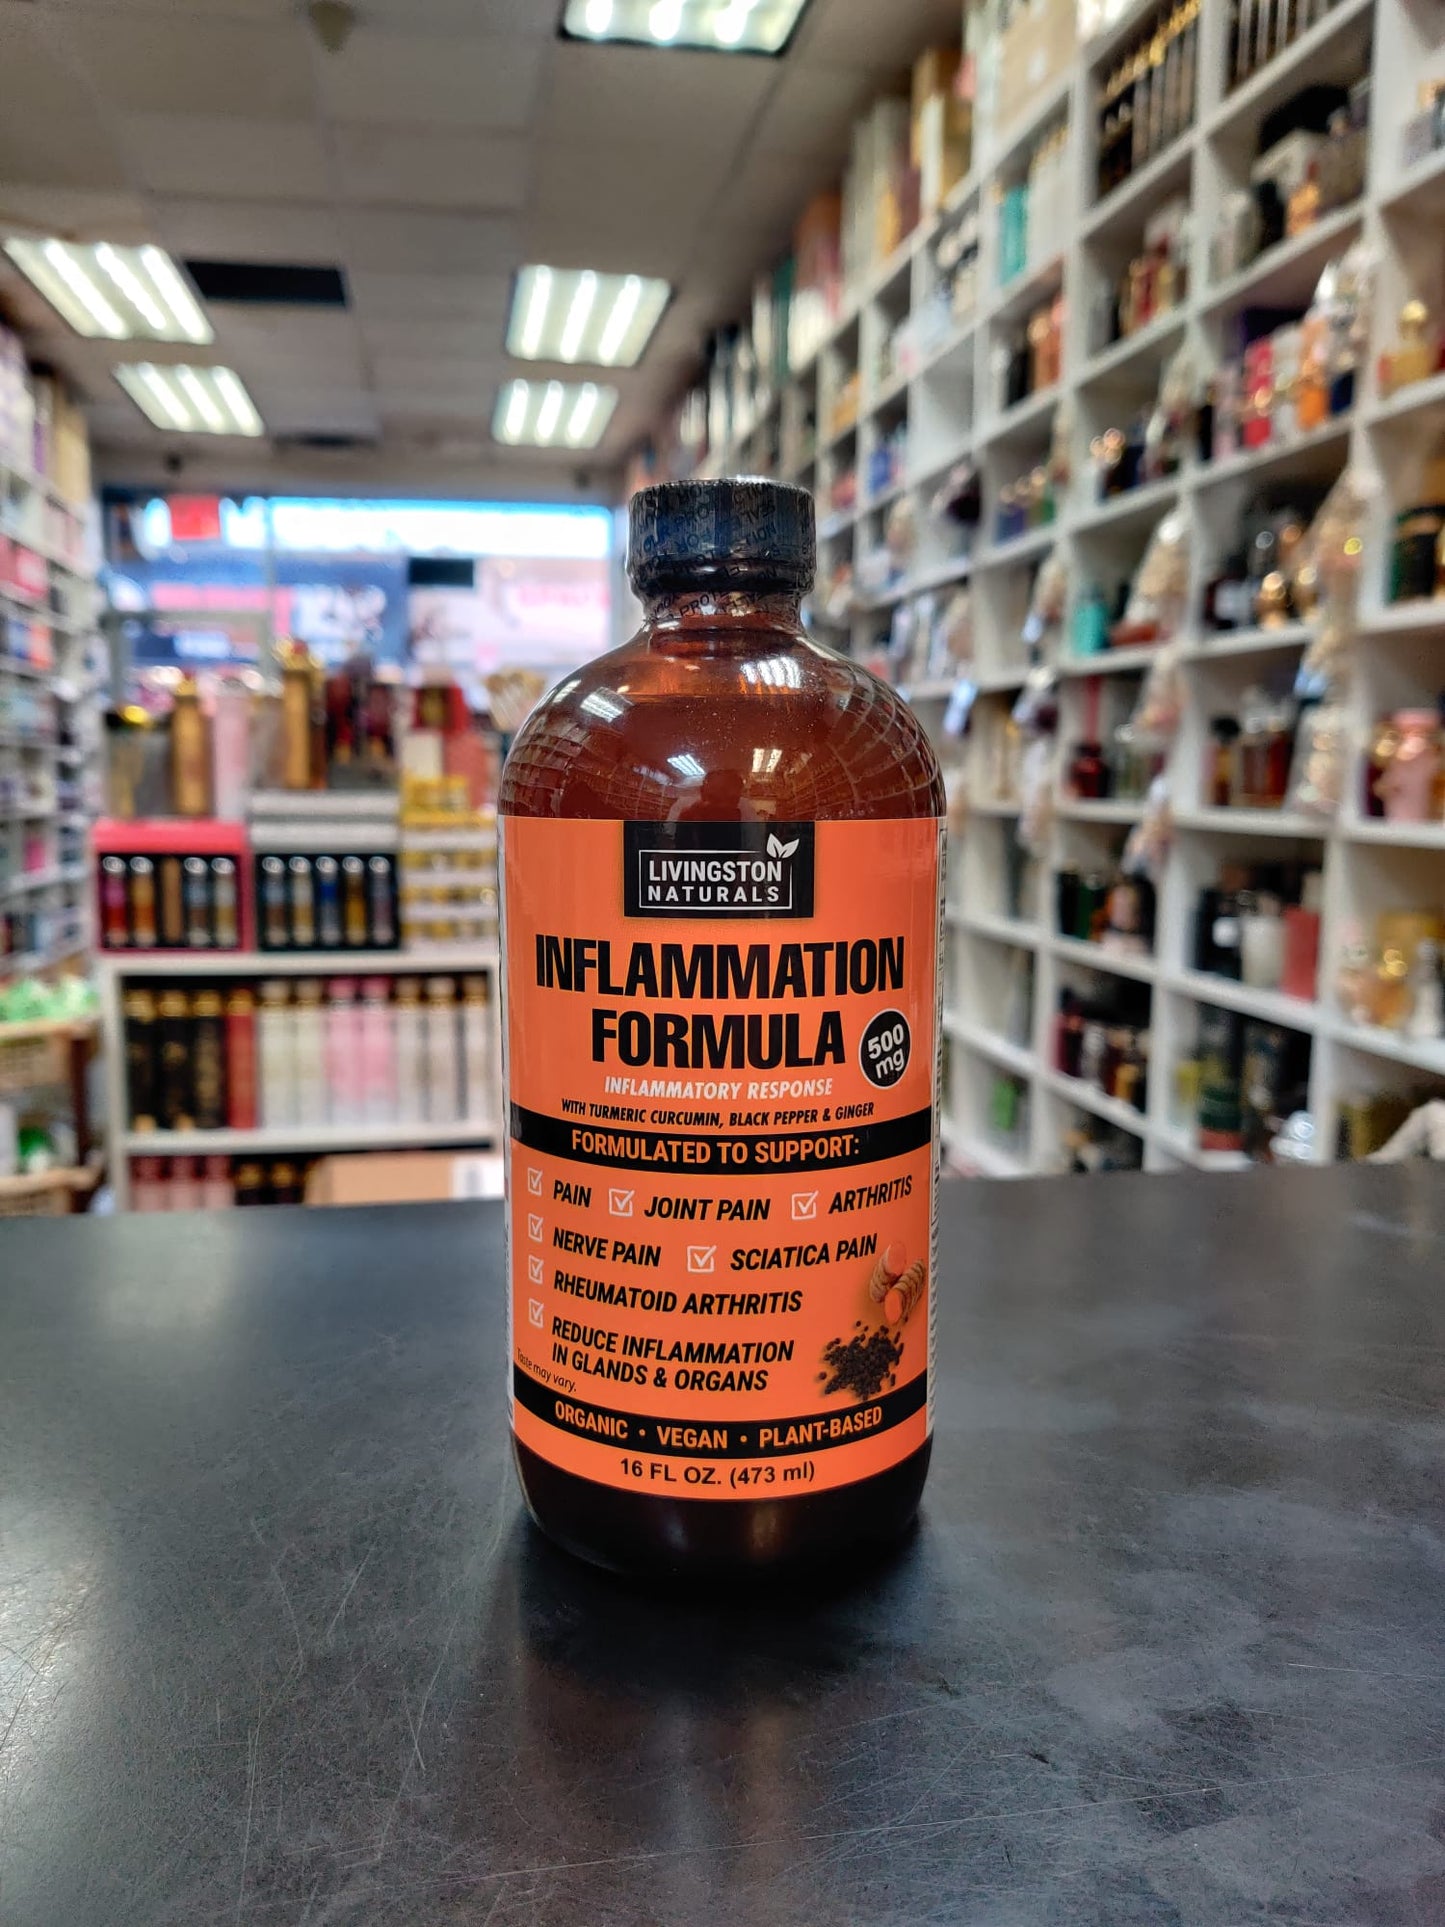 LIVINGSTON
NATURALS
INFLAMMATION
FORMULA
500
mg
INFLAMMATORY RESPONSE
WITH TURMERIC CURCUMIN, BLACK PEPPER & GINGER
FORMULATED TO SUPPORT:
PAIN JOINT PAIN ARTHRITIS
NERVE PAIN SCIATICA PAIN
RHEUMATOID ARTHRITIS
REDUCE INFLAMMATION
IN GLANDS & ORGANS
Taste may vary.
ORGANIC • VEGAN • PLANT-BASED
16 FL OZ. (473 ml)